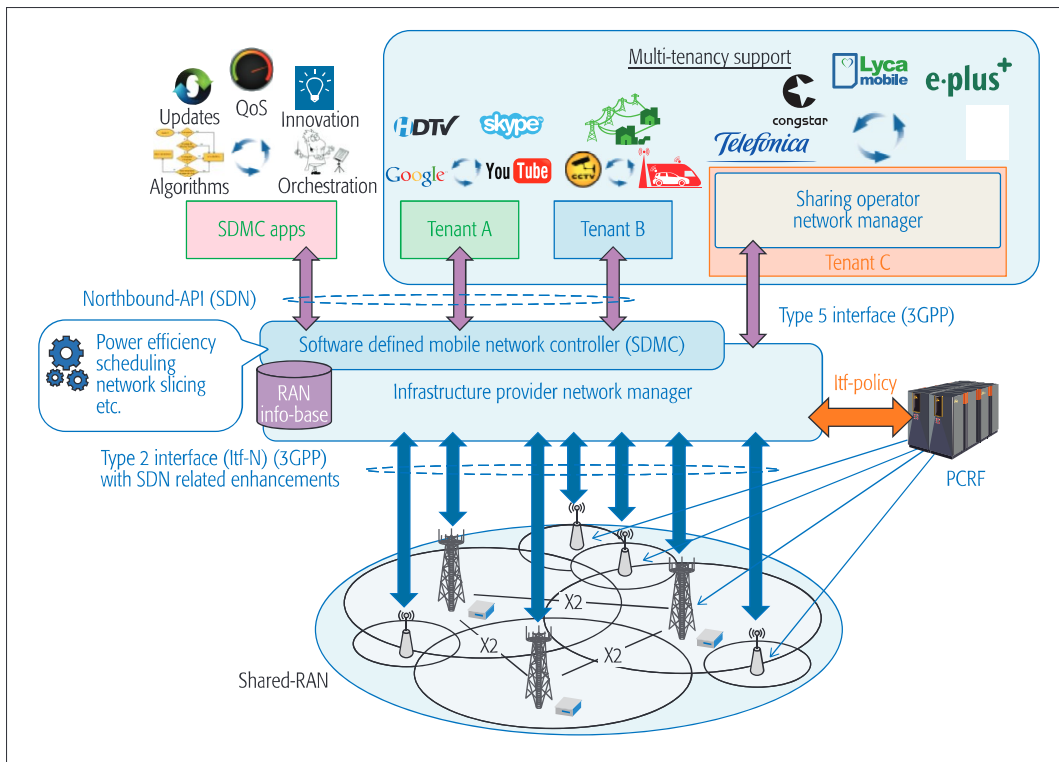 Multi-tenancy support
Updates
QoS
Innovation
Algorithms
Orchestration
HDTV
skype
Google
You Tube
CCTV
congstar
Lyca
mobile
e·plus+
Telefónica
SDMC apps
Tenant A
Tenant B
Sharing operator
network manager
Tenant C
Northbound-API (SDN)
Type 5 interface (3GPP)
Power efficiency
scheduling
network slicing
etc.
Software defined mobile network controller (SDMC)
RAN
info-base
Infrastructure provider network manager
Itf-policy
PCRF
Type 2 interface (Itf-N) (3GPP)
with SDN related enhancements
X2
X2
X2
Shared-RAN